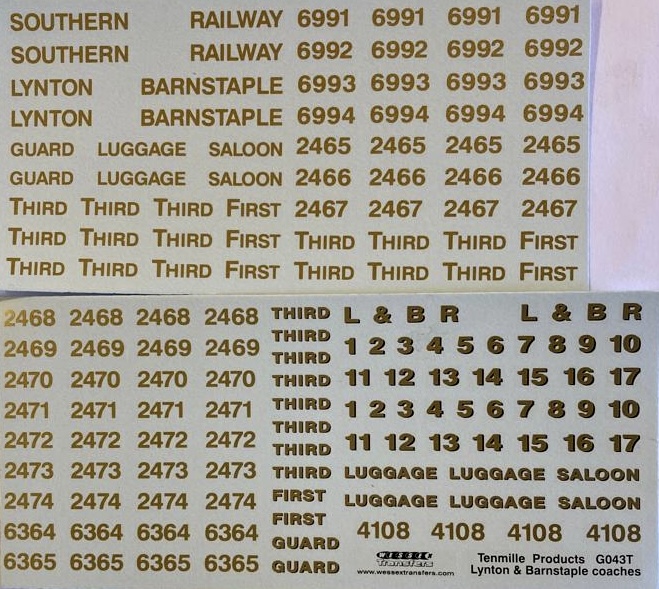 SOUTHERN RAILWAY 6991 6991 6991 6991
SOUTHERN RAILWAY 6992 6992 6992 6992
LYNTON BARNSTAPLE 6993 6993 6993 6993
LYNTON BARNSTAPLE 6994 6994 6994 6994
GUARD LUGGAGE SALOON 2465 2465 2465 2465
GUARD LUGGAGE SALOON 2466 2466 2466 2466
THIRD THIRD THIRD FIRST 2467 2467 2467 2467
THIRD THIRD THIRD FIRST THIRD THIRD THIRD FIRST
THIRD THIRD THIRD FIRST THIRD THIRD THIRD FIRST
2468 2468 2468 2468
2469 2469 2469 2469
2470 2470 2470 2470
2471 2471 2471 2471
2472 2472 2472 2472
2473 2473 2473 2473
2474 2474 2474 2474
6364 6364 6364 6364
6365 6365 6365 6365
THIRD
THIRD
THIRD
THIRD
THIRD
THIRD
THIRD
THIRD
FIRST
FIRST
GUARD
GUARD
L & B R L & B R
1 2 3 4 5 6 7 8 9 10
11 12 13 14 15 16 17
1 2 3 4 5 6 7 8 9 10
11 12 13 14 15 16 17
LUGGAGE LUGGAGE SALOON
LUGGAGE LUGGAGE SALOON
4108 4108 4108 4108
WESSEX
Transfers
www.wessextransfers.com
Tenmille Products G043T
Lynton & Barnstaple coaches